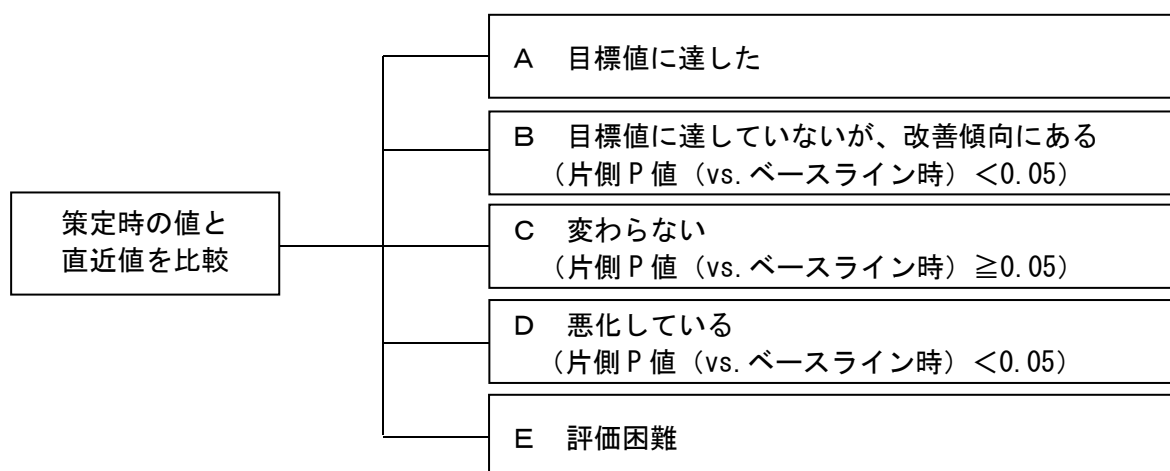 策定時の値と
直近値を比較
A 目標値に達した
B 目標値に達していないが、改善傾向にある
(片側P値(vs.ベースライン時)<0.05)
C 変わらない
(片側P値(vs.ベースライン時)≧0.05)
D 悪化している
(片側P値(vs.ベースライン時)<0.05)
E 評価困難